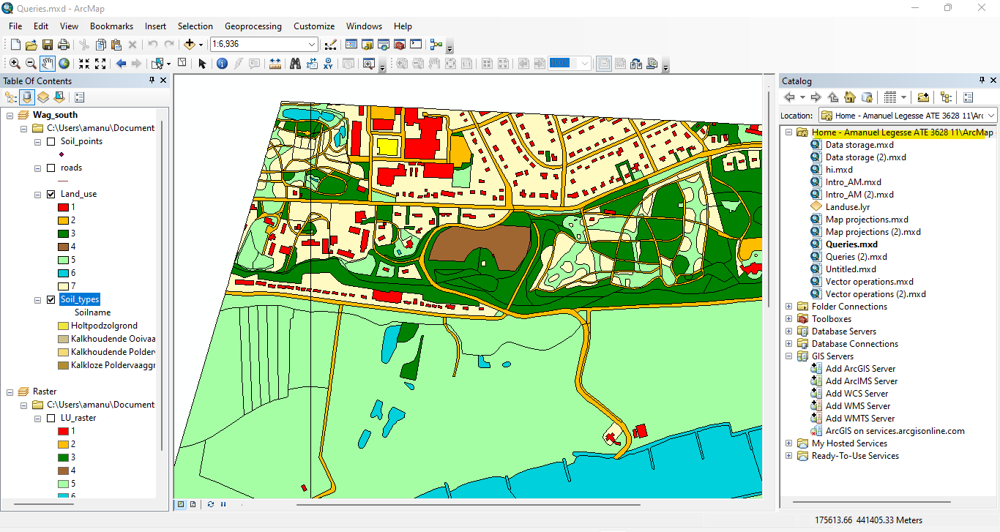 Queries.mxd - ArcMap
File Edit View Bookmarks Insert Selection Geoprocessing Customize Windows Help
1:6,936
100%
Table Of Contents
Wag_south
C:\Users\amanu\Document
Soil_points
roads
Land_use
1
2
3
4
5
6
7
Soil_types
Soilname
Holtpodzolgrond
Kalkhoudende Ooivaa
Kalkhoudende Polder
Kalkloze Poldervaaggr
Raster
C:\Users\amanu\Document
LU_raster
1
2
3
4
5
6
Catalog
Location: Home - Amanuel Legesse ATE 3628 11\Arc
Home - Amanuel Legesse ATE 3628 11\ArcMap
Data storage.mxd
Data storage (2).mxd
hi.mxd
Intro_AM.mxd
Intro_AM (2).mxd
Landuse.lyr
Map projections.mxd
Map projections (2).mxd
Queries.mxd
Queries (2).mxd
Untitled.mxd
Vector operations.mxd
Vector operations (2).mxd
Folder Connections
Toolboxes
Database Servers
Database Connections
GIS Servers
Add ArcGIS Server
Add ArcIMS Server
Add WCS Server
Add WMS Server
Add WMTS Server
ArcGIS on services.arcgisonline.com
My Hosted Services
Ready-To-Use Services
175613.66 441405.33 Meters